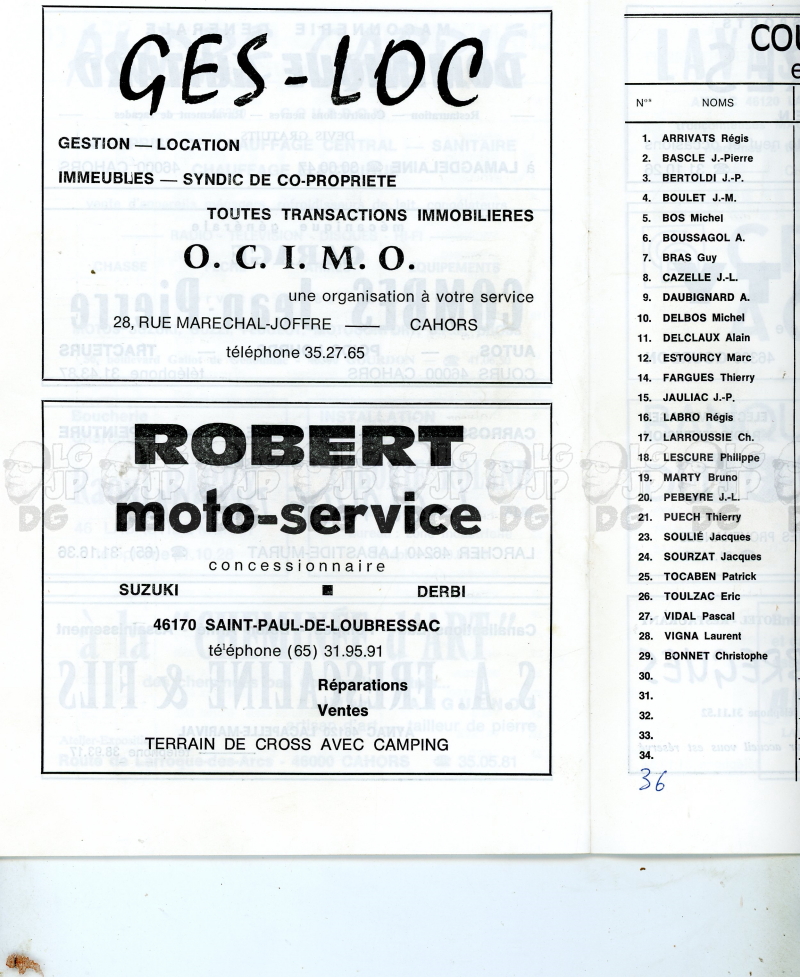 GES-LOC
GESTION — LOCATION
IMMEUBLES — SYNDIC DE CO-PROPRIETE
TOUTES TRANSACTIONS IMMOBILIERES
O. C. I. M. O.
une organisation à votre service
28, RUE MARECHAL-JOFFRE —— CAHORS
téléphone 35.27.65
ROBERT
moto-service
concessionnaire
SUZUKI ■ DERBI
46170 SAINT-PAUL-DE-LOUBRESSAC
téléphone (65) 31.95.91
Réparations
Ventes
TERRAIN DE CROSS AVEC CAMPING
COU
e
Nos NOMS
1. ARRIVATS Régis
2. BASCLE J.-Pierre
3. BERTOLDI J.-P.
4. BOULET J.-M.
5. BOS Michel
6. BOUSSAGOL A.
7. BRAS Guy
8. CAZELLE J.-L.
9. DAUBIGNARD A.
10. DELBOS Michel
11. DELCLAUX Alain
12. ESTOURCY Marc
14. FARGUES Thierry
15. JAULIAC J.-P.
16. LABRO Régis
17. LARROUSSIE Ch.
18. LESCURE Philippe
19. MARTY Bruno
20. PEBEYRE J.-L.
21. PUECH Thierry
23. SOULIÉ Jacques
24. SOURZAT Jacques
25. TOCABEN Patrick
26. TOULZAC Eric
27. VIDAL Pascal
28. VIGNA Laurent
29. BONNET Christophe
30.
31.
32.
33.
34.
36
LG JP DG